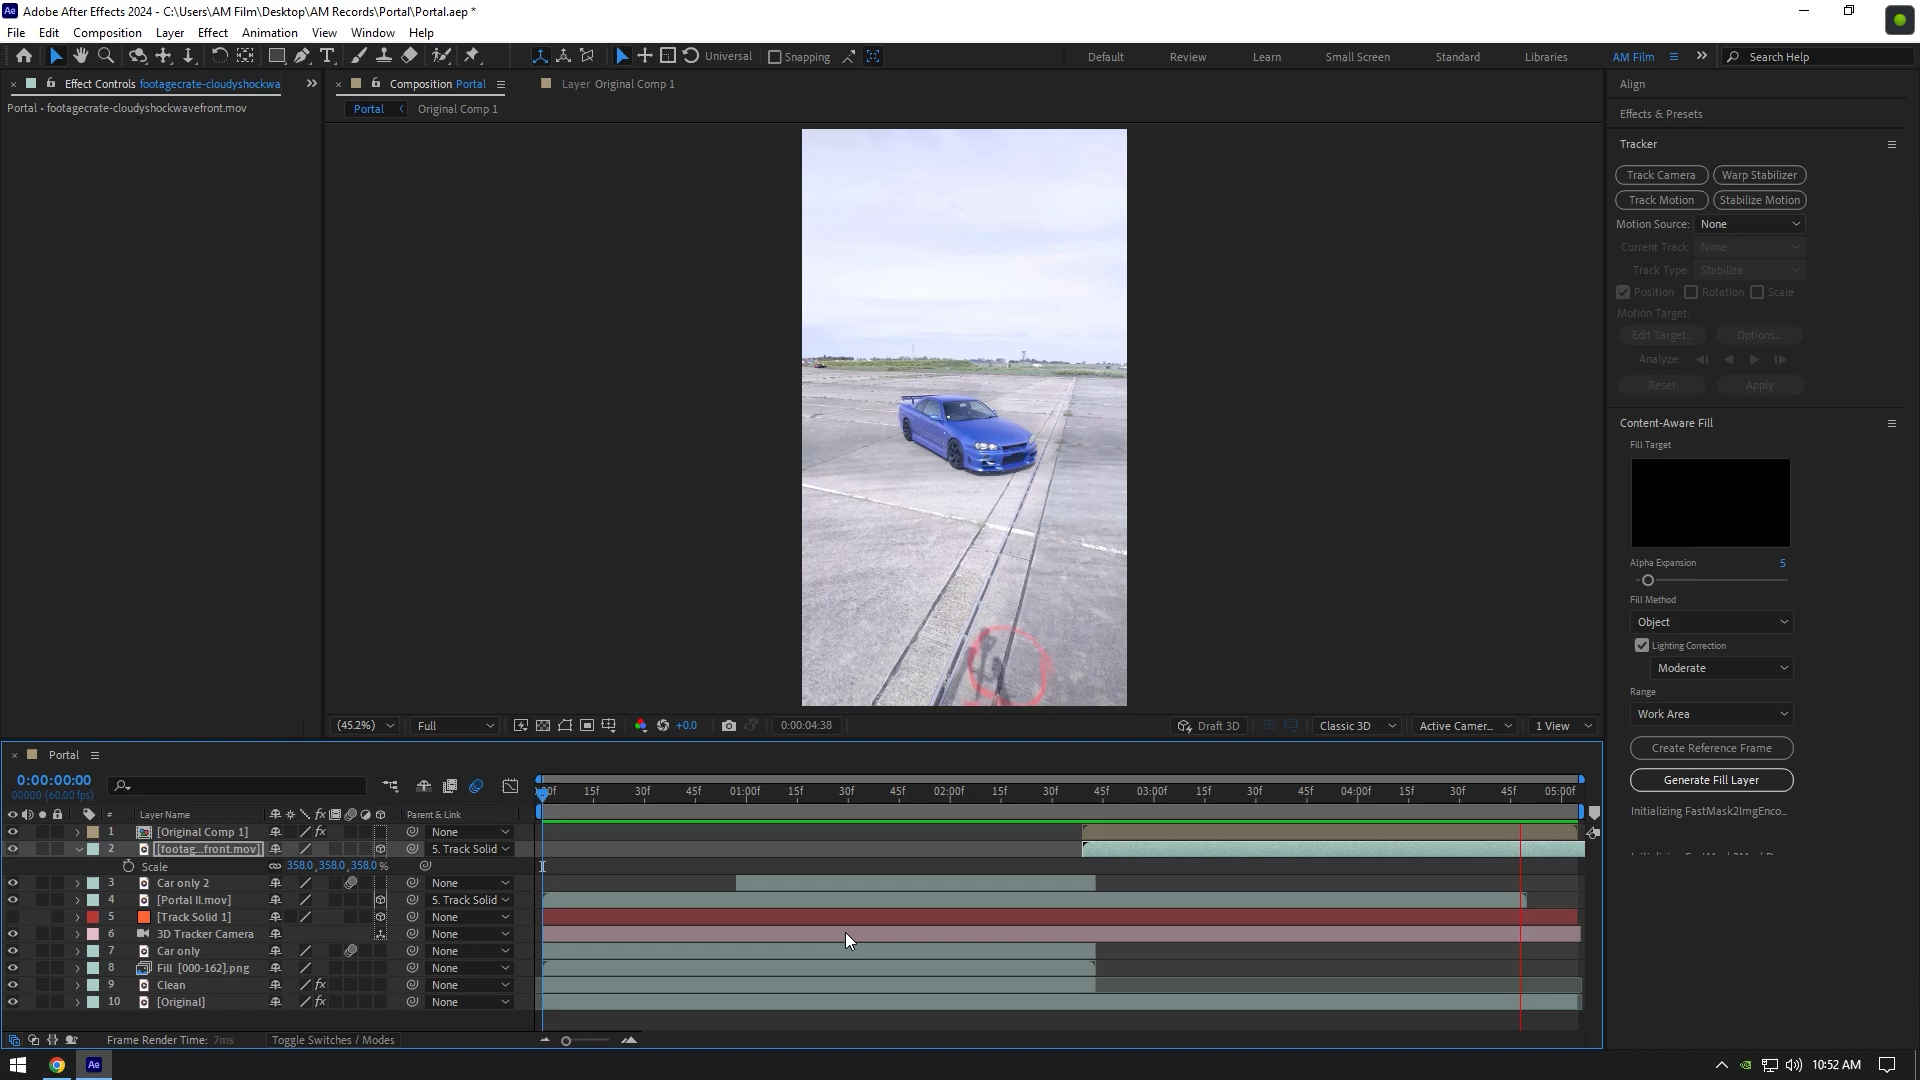 Adobe After Effects 2024 - C:\Users\AM Film\Desktop\AM Records\Portal\Portal.aep *
File Edit Composition Layer Effect Animation View Window Help
Universal Snapping Default Review Learn Small Screen Standard Libraries AM Film Search Help
Effect Controls footagecrate-cloudyshockwa
Composition Portal
Layer Original Comp 1
Portal • footagecrate-cloudyshockwavefront.mov
Portal Original Comp 1
Align
Effects & Presets
Tracker
Track Camera Warp Stabilizer
Track Motion Stabilize Motion
Motion Source: None
Current Track: None
Track Type: Stabilize
Position Rotation Scale
Motion Target:
Edit Target... Options...
Analyze:
Reset Apply
Content-Aware Fill
Fill Target
Alpha Expansion 5
Fill Method
Object
Lighting Correction
Moderate
Range
Work Area
Create Reference Frame
Generate Fill Layer
Initializing FastMask2ImgEnco...
(45.2%) Full +0.0 0:00:04:38 Draft 3D Classic 3D Active Camer... 1 View
Portal
0:00:00:00
00000 (60.00 fps)
15f 30f 45f 01:00f 15f 30f 45f 02:00f 15f 30f 45f 03:00f 15f 30f 45f 04:00f 15f 30f 45f 05:00f
# Layer Name fx Parent & Link
1 [Original Comp 1] fx None
2 [footag...front.mov] 5. Track Solid
Scale 358.0, 358.0, 358.0 %
3 Car only 2 None
4 [Portal II.mov] 5. Track Solid
5 [Track Solid 1] None
6 3D Tracker Camera None
7 Car only None
8 Fill [000-162].png None
9 Clean fx None
10 [Original] None
Frame Render Time: 7ms Toggle Switches / Modes
Ae 10:52 AM